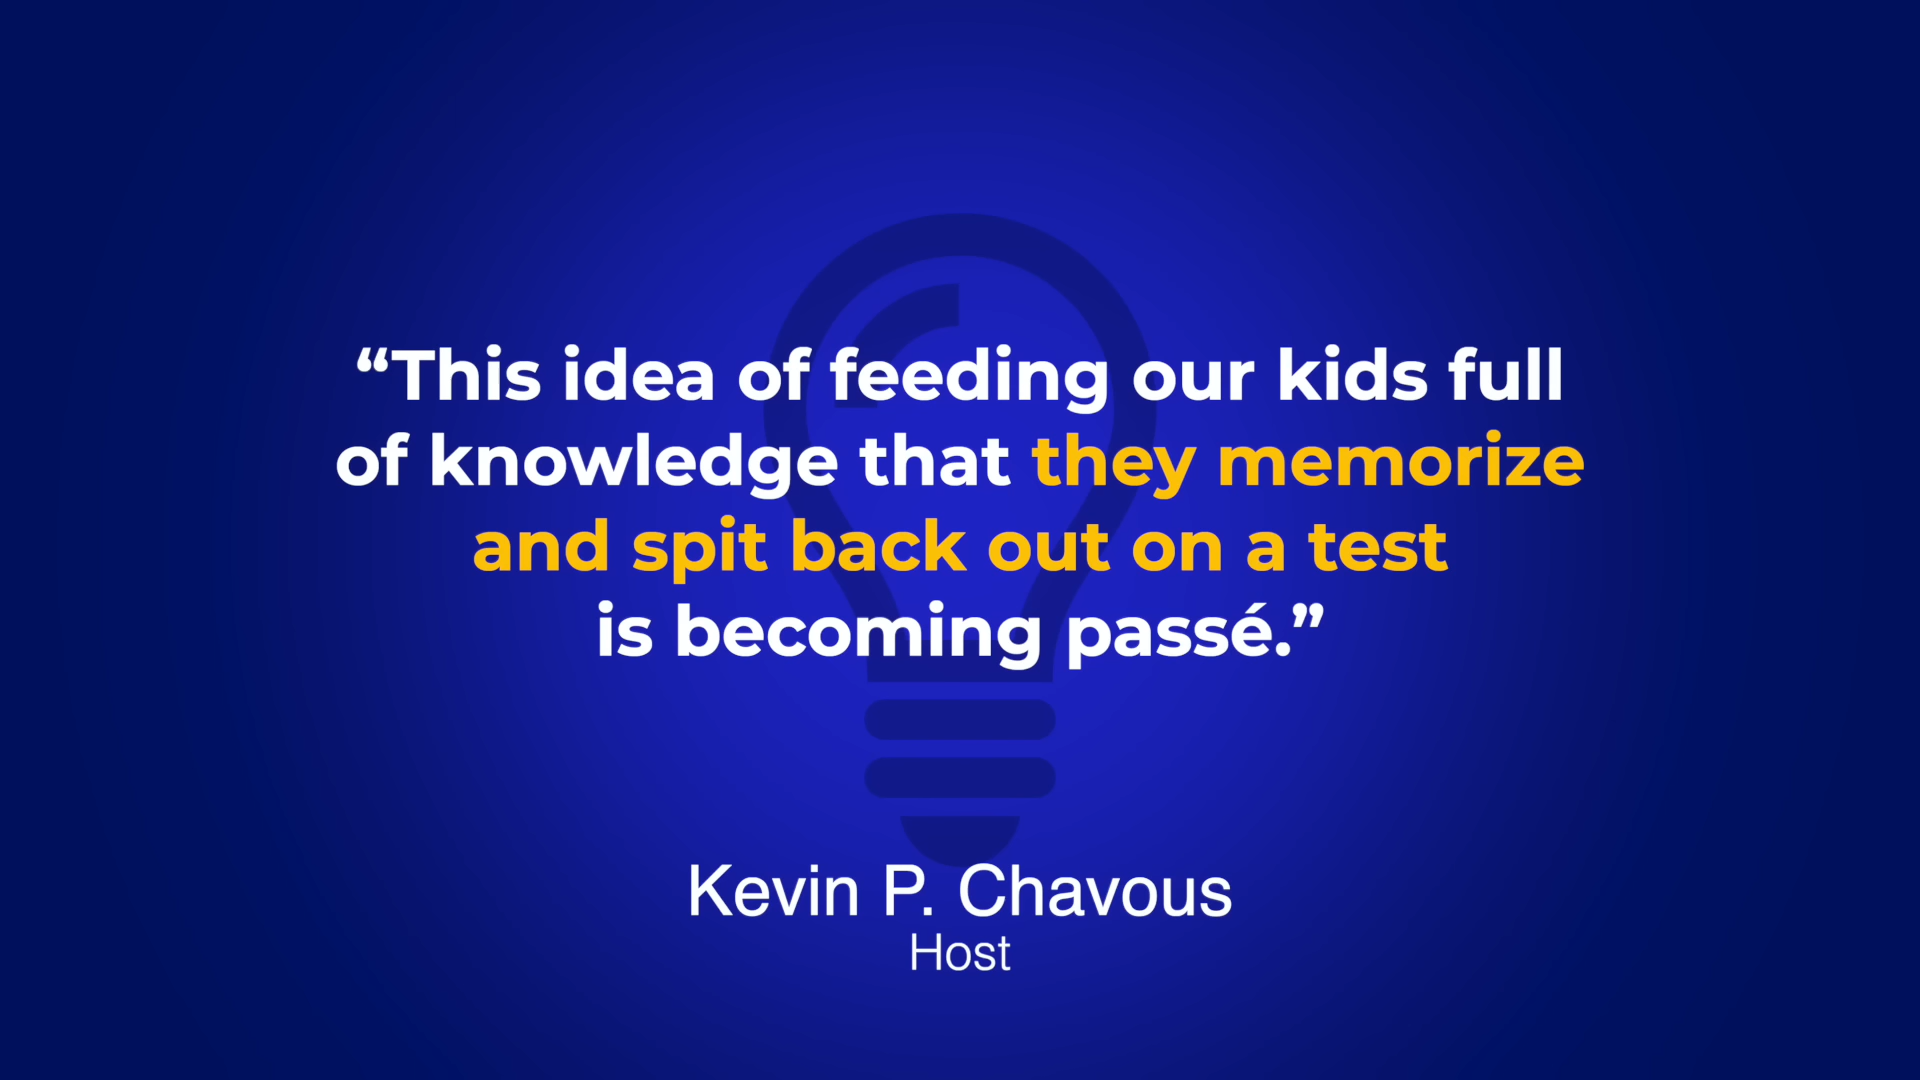 “This idea of feeding our kids full
of knowledge that they memorize
and spit back out on a test
is becoming passé.”
Kevin P. Chavous
Host